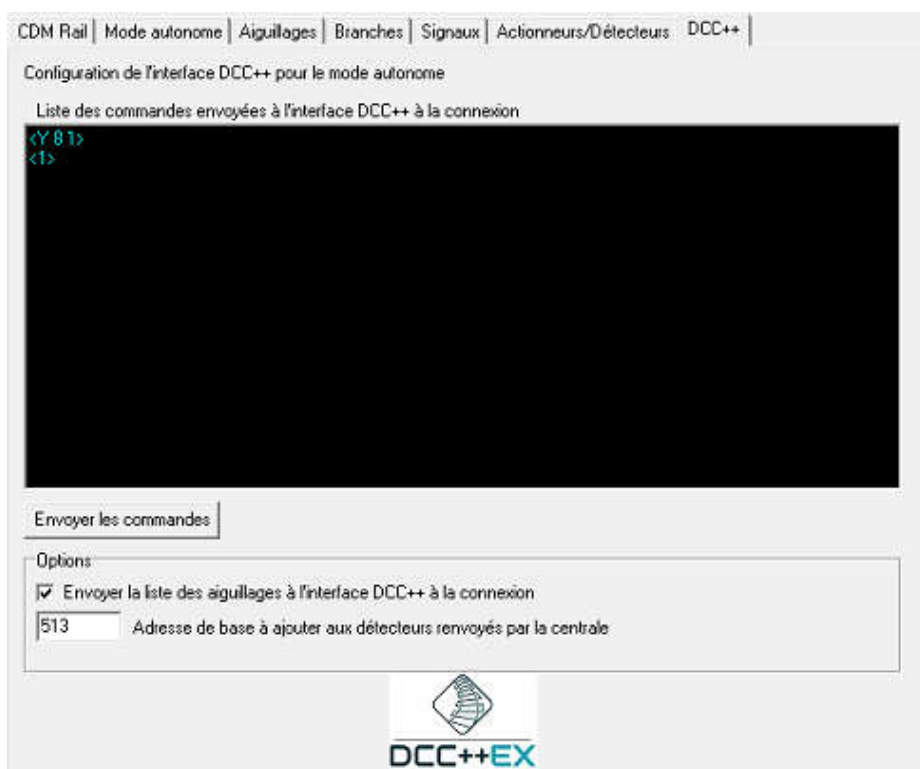 CDM Rail Mode autonome Aiguillages Branches Signaux Actionneurs/Détecteurs DCC++
Configuration de l'interface DCC++ pour le mode autonome
Liste des commandes envoyées à l'interface DCC++ à la connexion
<Y 8 1>
<1>
Envoyer les commandes
Options
Envoyer la liste des aiguillages à l'interface DCC++ à la connexion
513 Adresse de base à ajouter aux détecteurs renvoyés par la centrale
DCC++EX